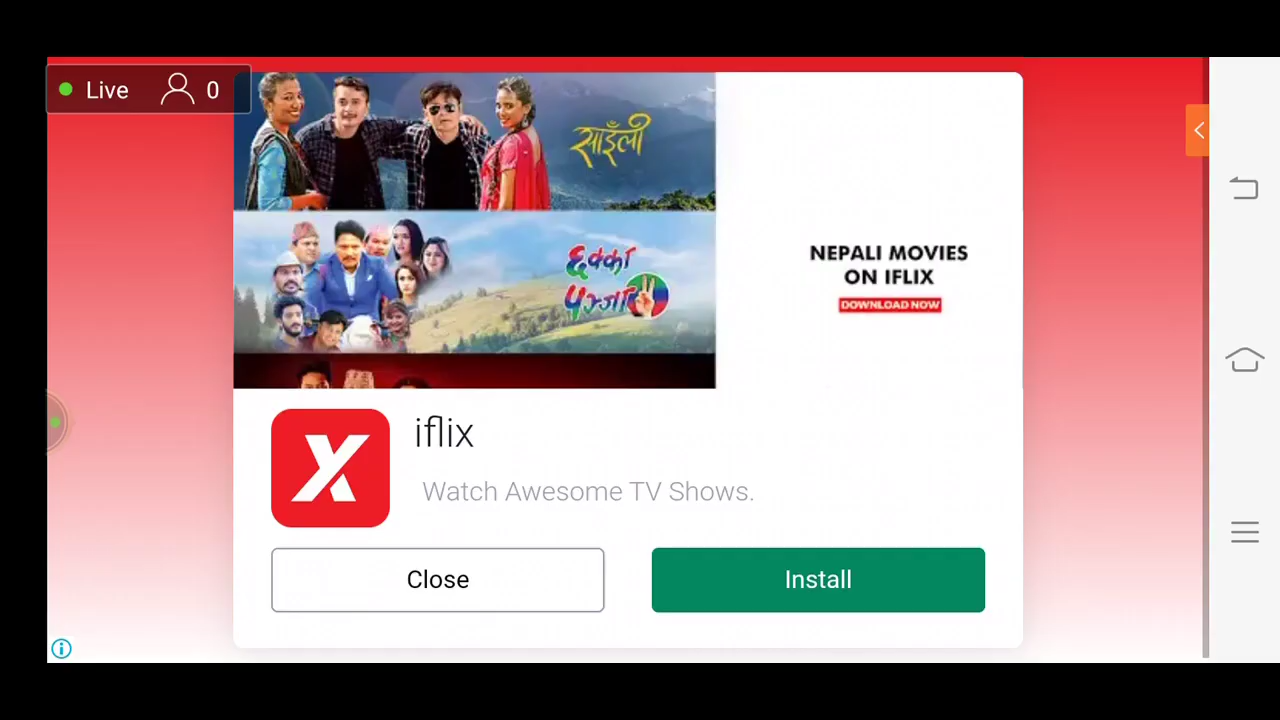 Live 0
साइँली
छक्का
पञ्जा
NEPALI MOVIES
ON IFLIX
DOWNLOAD NOW
iflix
Watch Awesome TV Shows.
Close
Install